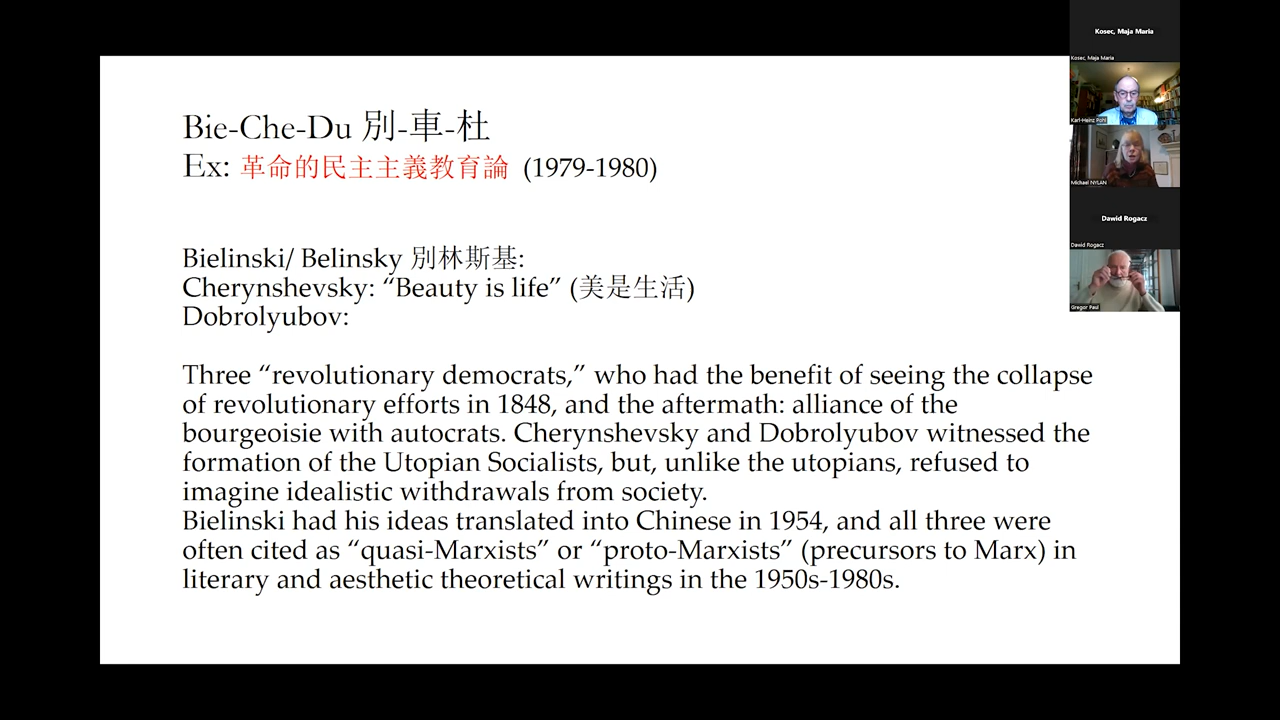 Bie-Che-Du 別-車-杜
Ex: 革命的民主主義教育論 (1979-1980)
Bielinski/ Belinsky 別林斯基:
Cherynshevsky: “Beauty is life” (美是生活)
Dobrolyubov:
Three “revolutionary democrats,” who had the benefit of seeing the collapse
of revolutionary efforts in 1848, and the aftermath: alliance of the
bourgeoisie with autocrats. Cherynshevsky and Dobrolyubov witnessed the
formation of the Utopian Socialists, but, unlike the utopians, refused to
imagine idealistic withdrawals from society.
Bielinski had his ideas translated into Chinese in 1954, and all three were
often cited as “quasi-Marxists” or “proto-Marxists” (precursors to Marx) in
literary and aesthetic theoretical writings in the 1950s-1980s.
Kosec, Maja Maria
Kosec, Maja Maria
Karl-Heinz Pohl
Michael NYLAN
Dawid Rogacz
Dawid Rogacz
Gregor Paul